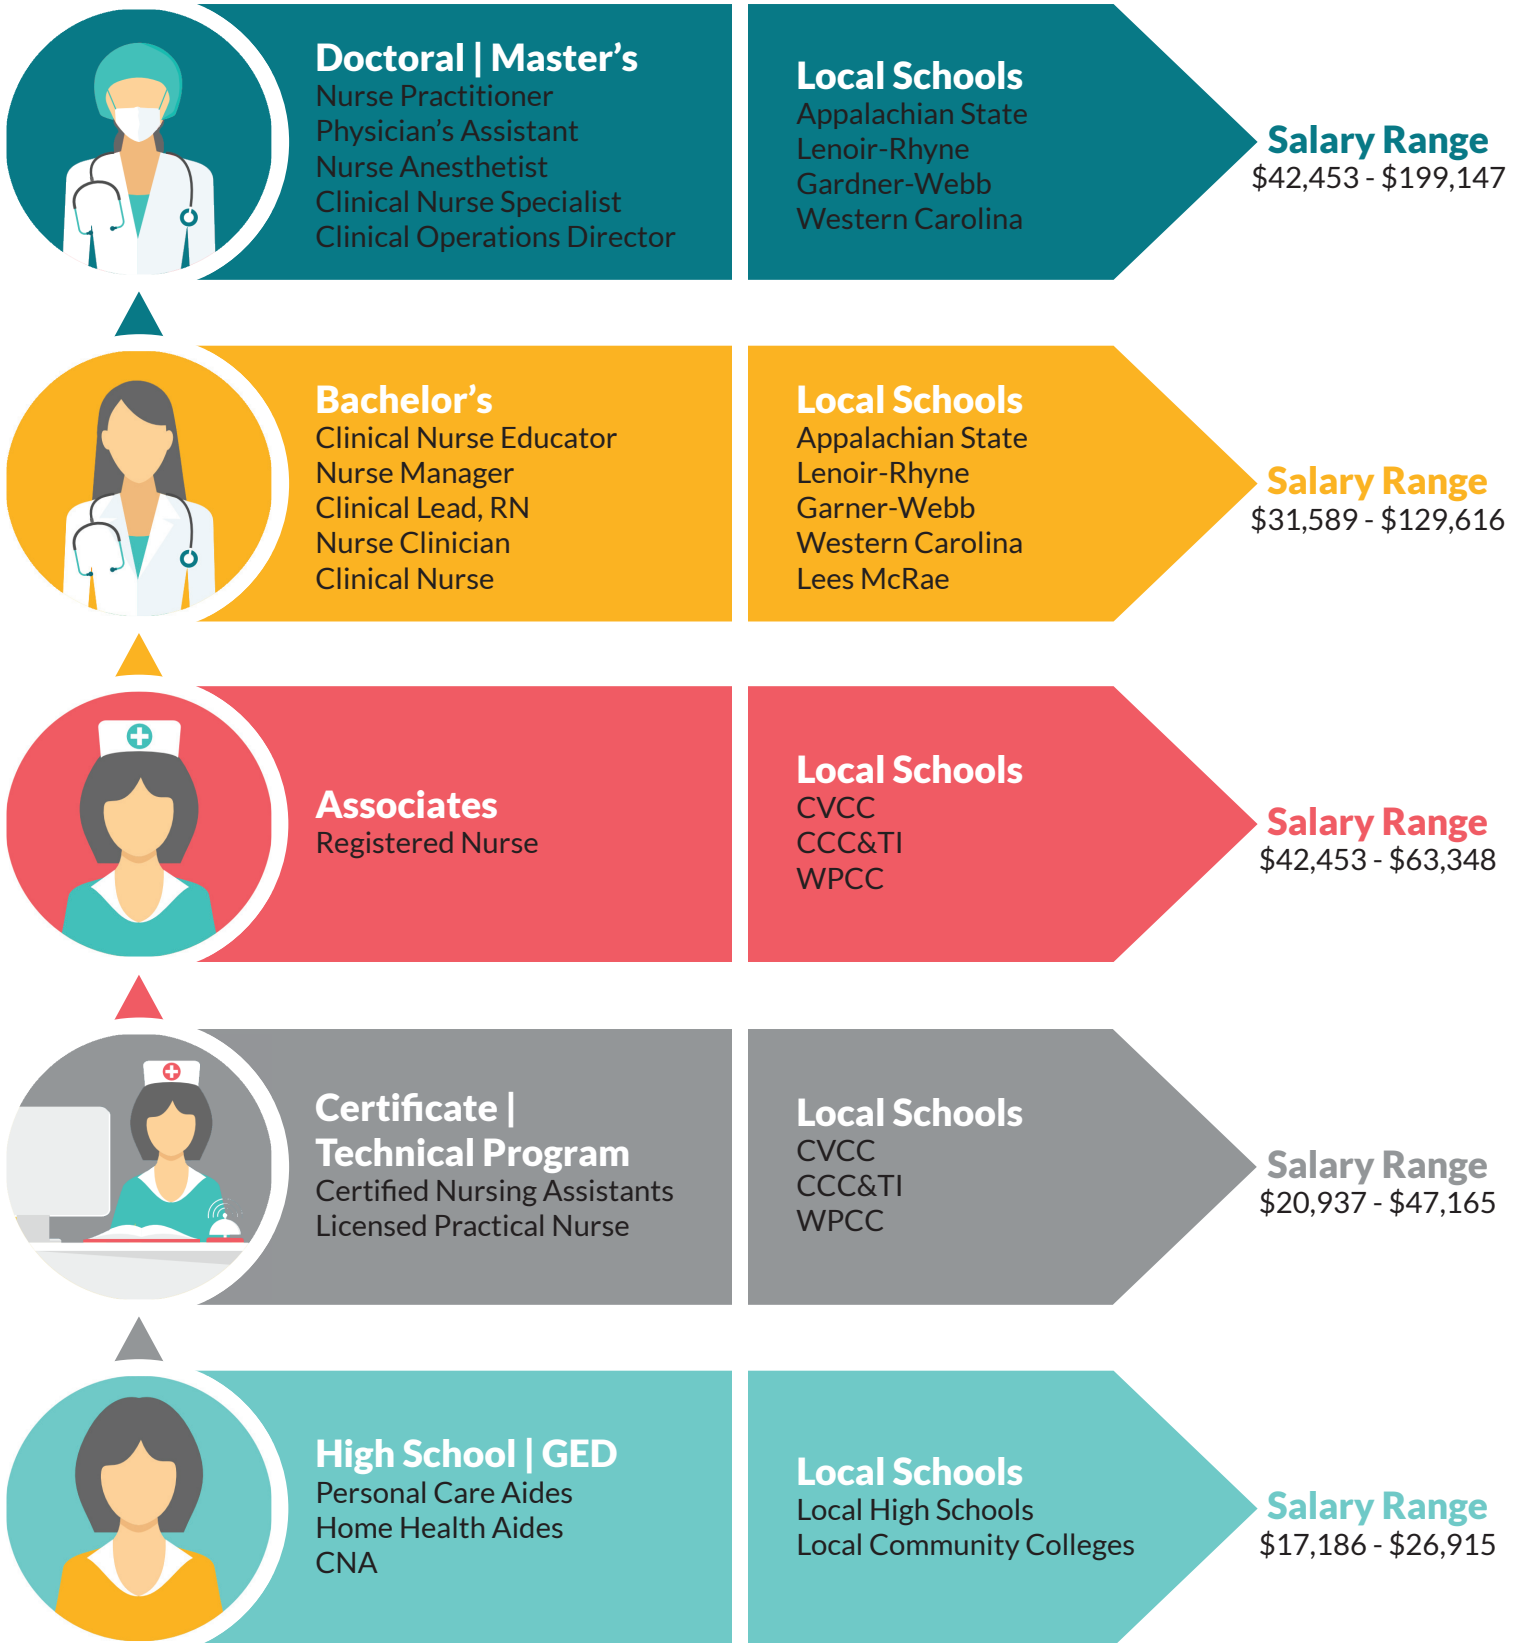 Doctoral | Master's
Nurse Practitioner
Physician's Assistant
Nurse Anesthetist
Clinical Nurse Specialist
Clinical Operations Director
Local Schools
Appalachian State
Lenoir-Rhyne
Gardner-Webb
Western Carolina
Salary Range
$42,453 - $199,147
Bachelor's
Clinical Nurse Educator
Nurse Manager
Clinical Lead, RN
Nurse Clinician
Clinical Nurse
Local Schools
Appalachian State
Lenoir-Rhyne
Garner-Webb
Western Carolina
Lees McRae
Salary Range
$31,589 - $129,616
Associates
Registered Nurse
Local Schools
CVCC
CCC&TI
WPCC
Salary Range
$42,453 - $63,348
Certificate |
Technical Program
Certified Nursing Assistants
Licensed Practical Nurse
Local Schools
CVCC
CCC&TI
WPCC
Salary Range
$20,937 - $47,165
High School | GED
Personal Care Aides
Home Health Aides
CNA
Local Schools
Local High Schools
Local Community Colleges
Salary Range
$17,186 - $26,915